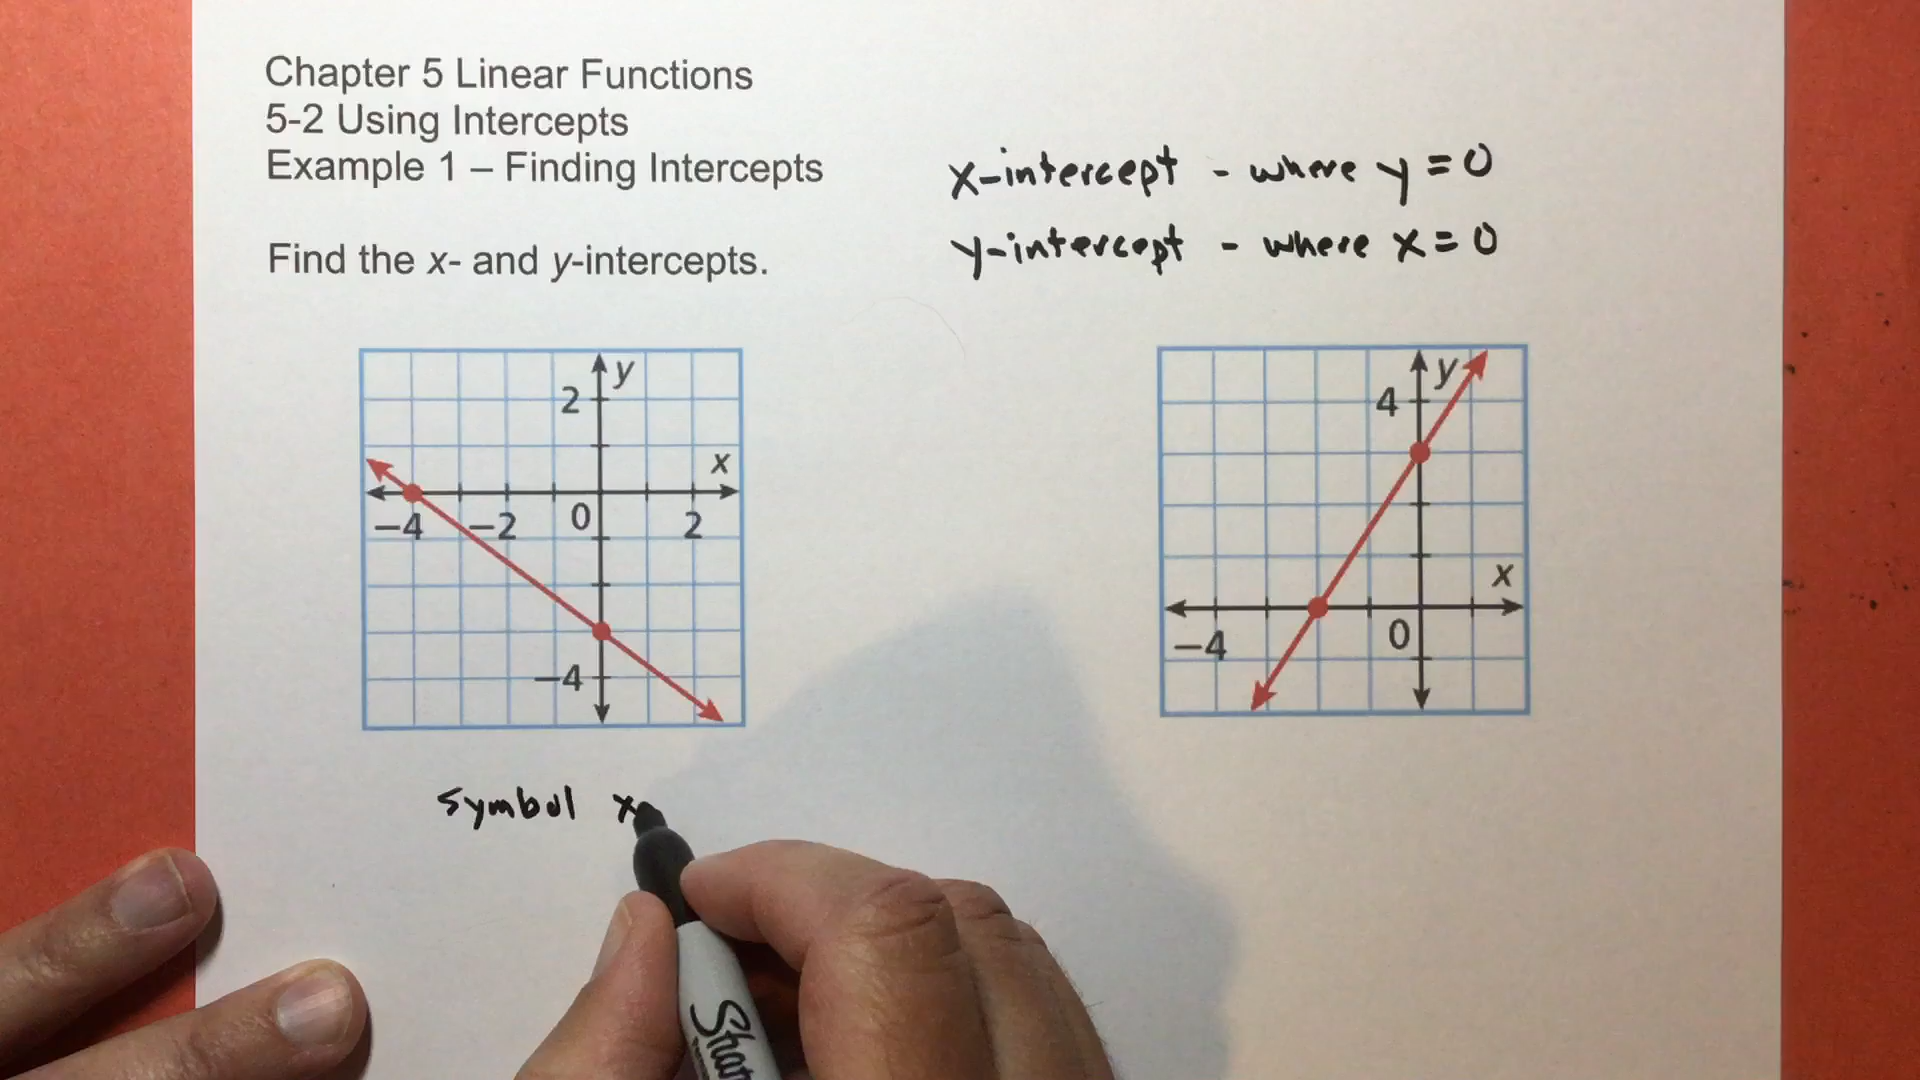 Chapter 5 Linear Functions
5-2 Using Intercepts
Example 1 – Finding Intercepts
x-intercept - where y = 0
y-intercept - where x = 0
Find the x- and y-intercepts.
y
2
x
−4 −2 0 2
−4
y
4
x
−4 0
Symbol x